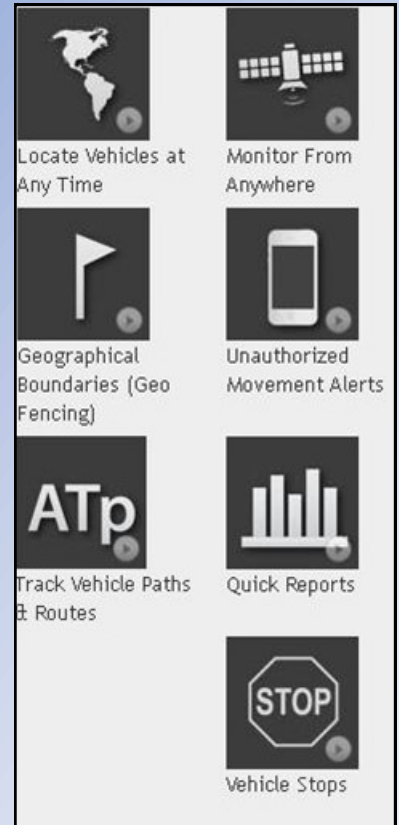 Locate Vehicles at
Any Time
Monitor From
Anywhere
Geographical
Boundaries (Geo
Fencing)
Unauthorized
Movement Alerts
ATp
Track Vehicle Paths
& Routes
Quick Reports
STOP
Vehicle Stops